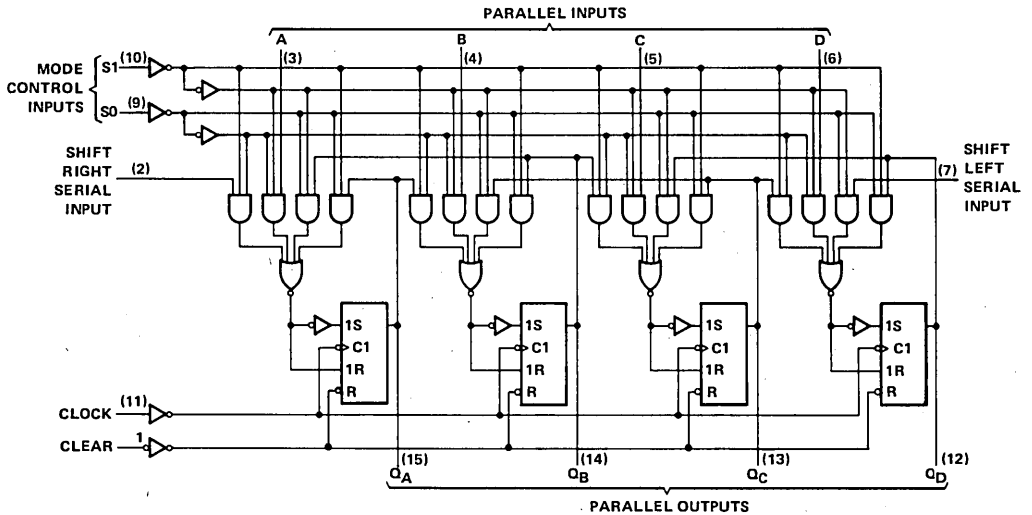 PARALLEL INPUTS
A B C D
(3) (4) (5) (6)
MODE
CONTROL
INPUTS
S1 (10)
S0 (9)
SHIFT
RIGHT
SERIAL
INPUT
(2)
(7)
SHIFT
LEFT
SERIAL
INPUT
1S 1S 1S 1S
C1 C1 C1 C1
1R 1R 1R 1R
R R R R
CLOCK (11)
CLEAR 1
(15) (14) (13) (12)
QA QB QC QD
PARALLEL OUTPUTS